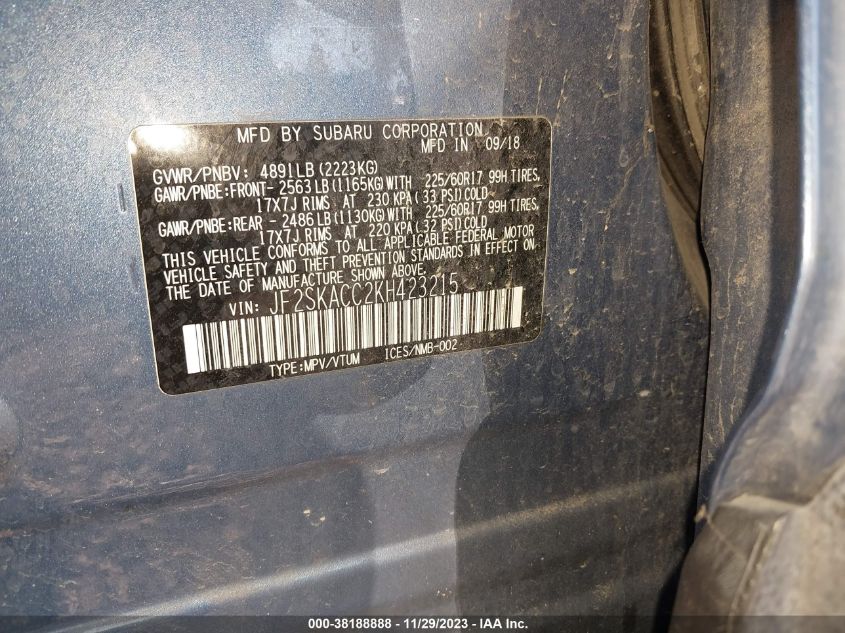 MFD BY SUBARU CORPORATION
MFD IN 09/18
GVWR/PNBV: 4891LB(2223KG)
GAWR/PNBE:FRONT- 2563LB(1165KG)WITH 225/60R17 99H TIRES,
17X7J RIMS AT 230 KPA(33 PSI)COLD
GAWR/PNBE:REAR - 2486LB(1130KG)WITH 225/60R17 99H TIRES,
17X7J RIMS AT 220 KPA(32 PSI)COLD
THIS VEHICLE CONFORMS TO ALL APPLICABLE FEDERAL MOTOR
VEHICLE SAFETY AND THEFT PREVENTION STANDARDS IN EFFECT ON
THE DATE OF MANUFACTURE SHOWN ABOVE.
VIN: JF2SKACC2KH423215
TYPE:MPV/VTUM ICES/NMB-002
000-38188888 - 11/29/2023 - IAA Inc.